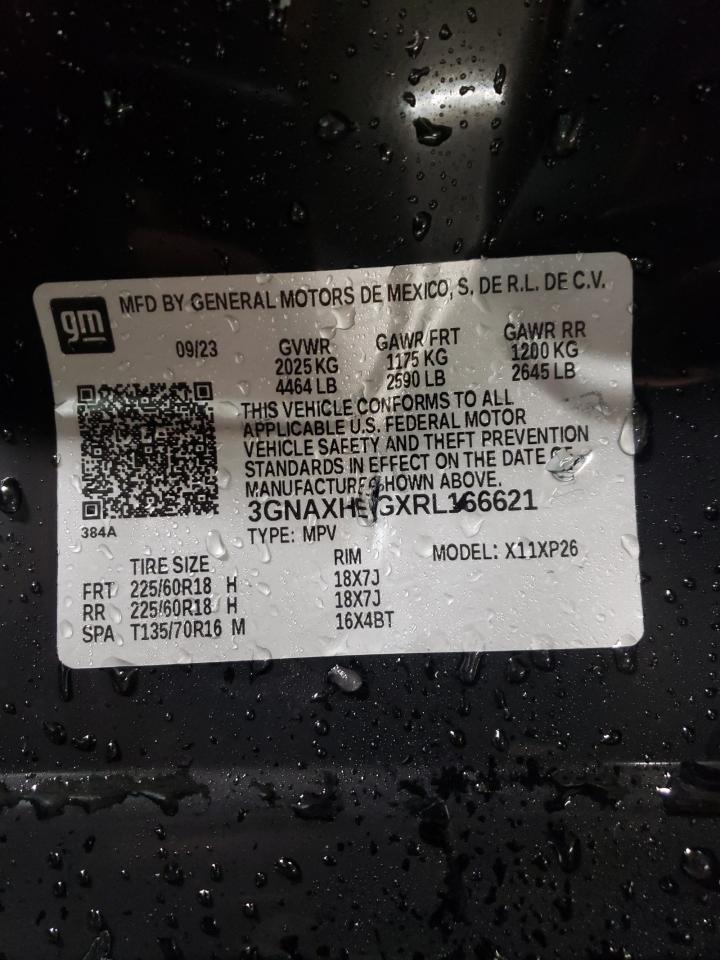 gm
MFD BY GENERAL MOTORS DE MEXICO, S. DE R.L. DE C.V.
09/23 GVWR GAWR FRT GAWR RR
2025 KG 1175 KG 1200 KG
4464 LB 2590 LB 2645 LB
THIS VEHICLE CONFORMS TO ALL
APPLICABLE U.S. FEDERAL MOTOR
VEHICLE SAFETY AND THEFT PREVENTION
STANDARDS IN EFFECT ON THE DATE OF
MANUFACTURE SHOWN ABOVE.
384A
TYPE: MPV MODEL: X11XP26
TIRE SIZE RIM
FRT 225/60R18 H 18X7J
RR 225/60R18 H 18X7J
SPA T135/70R16 M 16X4BT